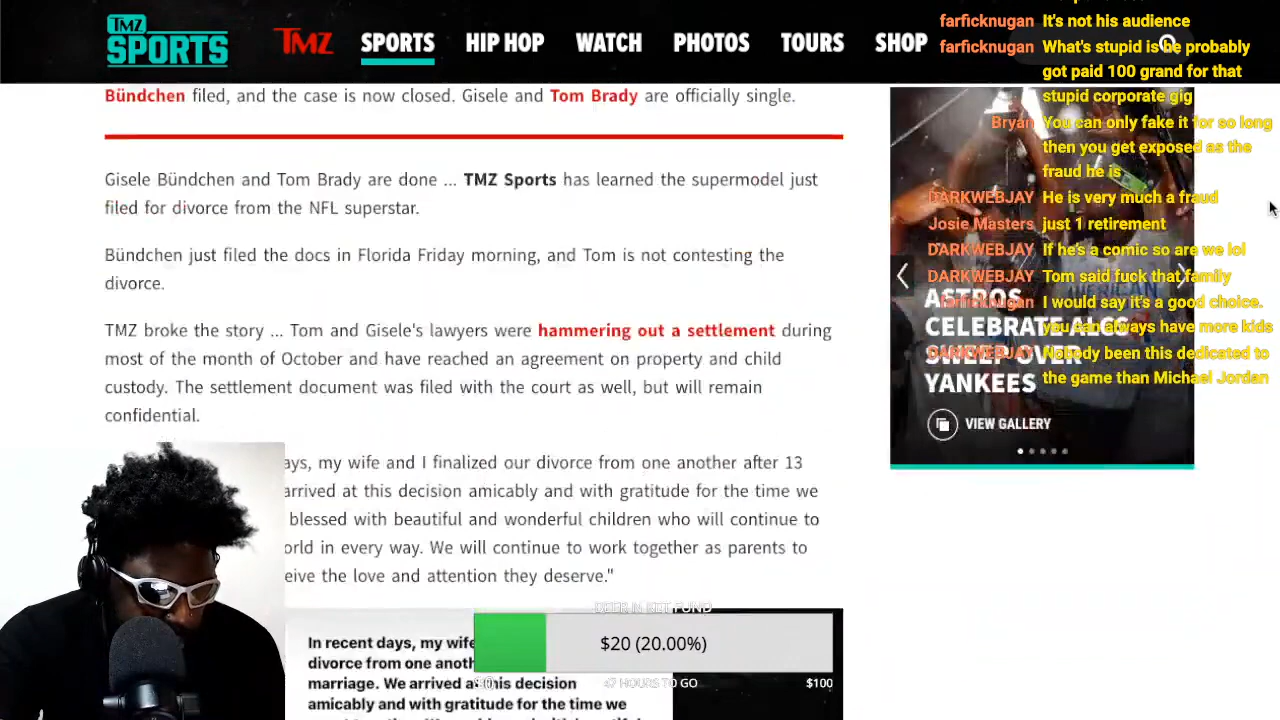 TMZ
SPORTS
TMZ
SPORTS
HIP HOP
WATCH
PHOTOS
TOURS
SHOP
Bündchen filed, and the case is now closed. Gisele and Tom Brady are officially single.
Gisele Bündchen and Tom Brady are done ... TMZ Sports has learned the supermodel just
filed for divorce from the NFL superstar.
Bündchen just filed the docs in Florida Friday morning, and Tom is not contesting the
divorce.
TMZ broke the story ... Tom and Gisele's lawyers were hammering out a settlement during
most of the month of October and have reached an agreement on property and child
custody. The settlement document was filed with the court as well, but will remain
confidential.
ays, my wife and I finalized our divorce from one another after 13
arrived at this decision amicably and with gratitude for the time we
blessed with beautiful and wonderful children who will continue to
orld in every way. We will continue to work together as parents to
eive the love and attention they deserve."
In recent days, my wife
divorce from one anoth
marriage. We arrived at this decision
amicably and with gratitude for the time we
$20 (20.00%)
47 HOURS TO GO
$100
farficknugan It's not his audience
farficknugan What's stupid is he probably
got paid 100 grand for that
stupid corporate gig
Bryan You can only fake it for so long
then you get exposed as the
fraud he is
DARKWEBJAY He is very much a fraud
Josie Masters just 1 retirement
DARKWEBJAY If he's a comic so are we lol
DARKWEBJAY Tom said fuck that family
farficknugan I would say it's a good choice.
you can always have more kids
DARKWEBJAY Nobody been this dedicated to
the game than Michael Jordan
ASTROS
CELEBRATE ALCS
SWEEP OVER
YANKEES
VIEW GALLERY